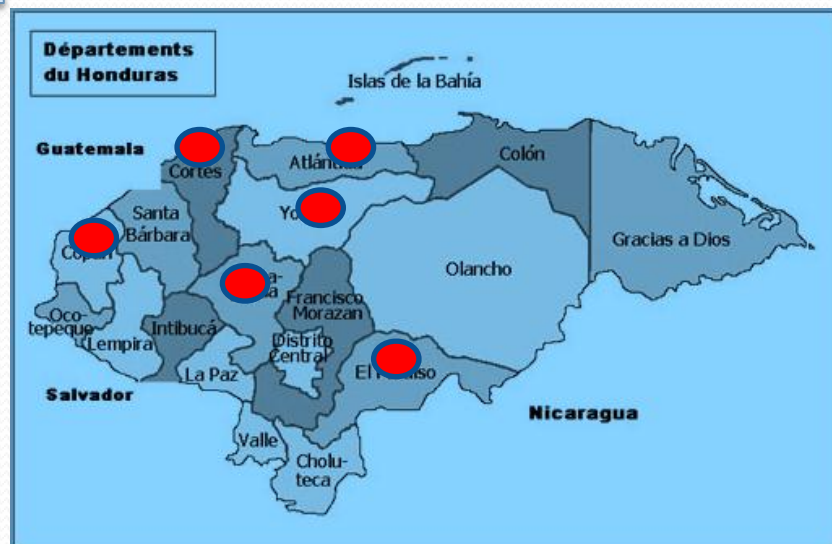 Départements
du Honduras
Islas de la Bahía
Guatemala
Cortes
Colón
Santa
Bárbara
Gracias a Dios
Olancho
Francisco
Morazan
Oco-
tepeque
Lempira
Intibucá
Distrito
Central
La Paz
Salvador
Nicaragua
Valle
Cholu-
teca